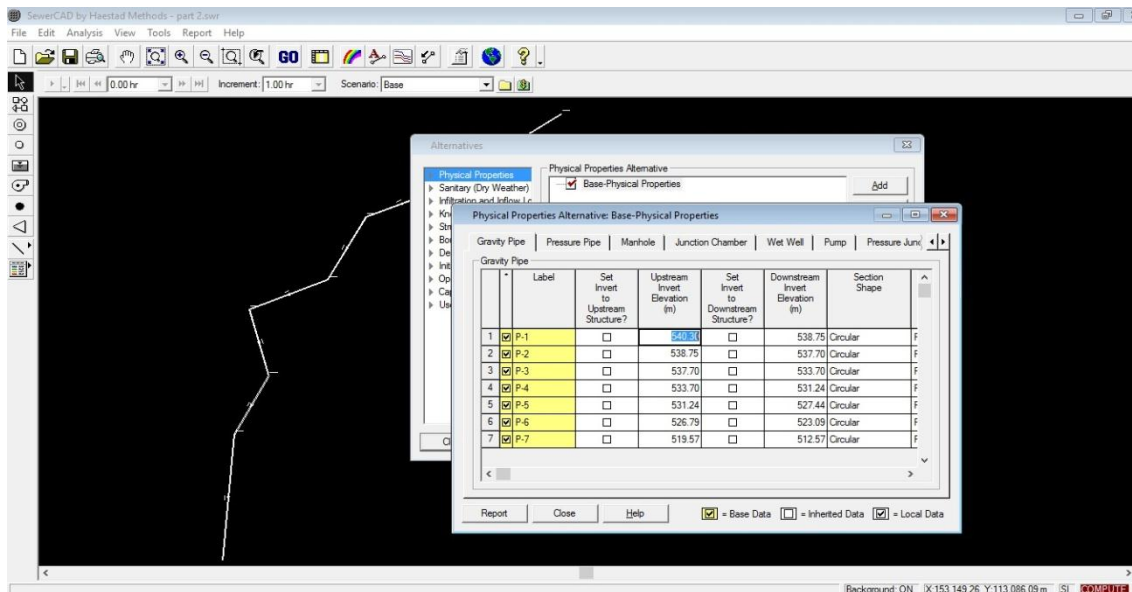 SewerCAD by Haestad Methods - part 2.swr
File Edit Analysis View Tools Report Help
GO
0.00 hr Increment: 1.00 hr Scenario: Base
Alternatives
Physical Properties
Sanitary (Dry Weather)
Infiltration and Inflow Lo
Physical Properties Alternative
Base-Physical Properties
Add
Physical Properties Alternative: Base-Physical Properties
Gravity Pipe Pressure Pipe Manhole Junction Chamber Wet Well Pump Pressure Junc
Gravity Pipe
Label Set Invert to Upstream Structure? Upstream Invert Elevation (m) Set Invert to Downstream Structure? Downstream Invert Elevation (m) Section Shape
1 P-1 540.30 538.75 Circular
2 P-2 538.75 537.70 Circular
3 P-3 537.70 533.70 Circular
4 P-4 533.70 531.24 Circular
5 P-5 531.24 527.44 Circular
6 P-6 526.79 523.09 Circular
7 P-7 519.57 512.57 Circular
Report Close Help = Base Data = Inherited Data = Local Data
Background: ON X:153,149.26, Y:113,086.09 m SI COMPUTE